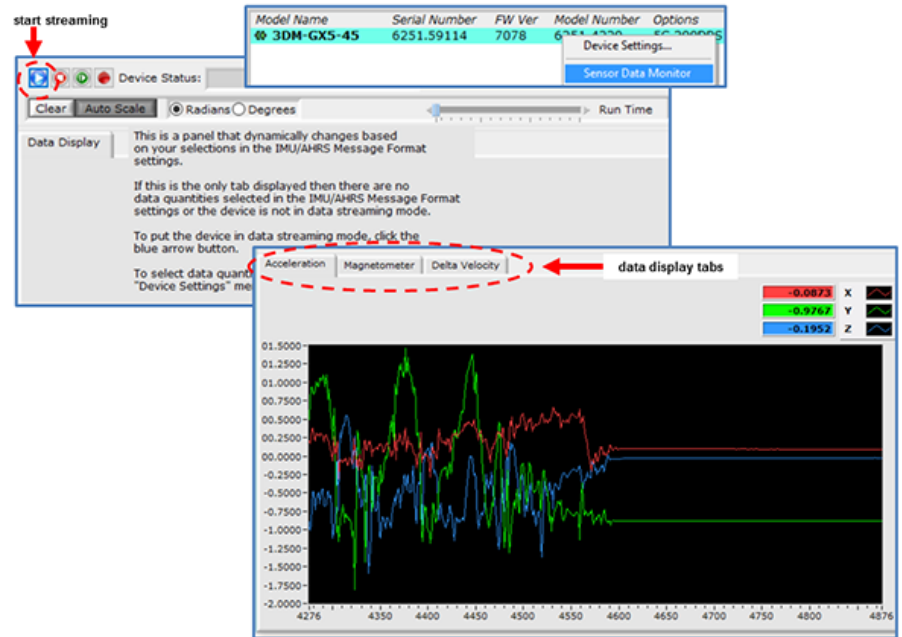 start streaming
Model Name Serial Number FW Ver Model Number Options
3DM-GX5-45 6251.59114 7078
Device Settings...
Sensor Data Monitor
Device Status:
Clear Auto Scale Radians Degrees Run Time
Data Display
This is a panel that dynamically changes based
on your selections in the IMU/AHRS Message Format
settings.
If this is the only tab displayed then there are no
data quantities selected in the IMU/AHRS Message Format
settings or the device is not in data streaming mode.
To put the device in data streaming mode, click the
blue arrow button.
To select data quanti
"Device Settings" me
Acceleration Magnetometer Delta Velocity
data display tabs
-0.0873 X
-0.9767 Y
-0.1952 Z
01.5000
01.2500
01.0000
00.7500
00.5000
00.2500
00.0000
-0.2500
-0.5000
-0.7500
-1.0000
-1.2500
-1.5000
-1.7500
-2.0000
4276 4350 4400 4450 4500 4550 4600 4650 4700 4750 4800 4876